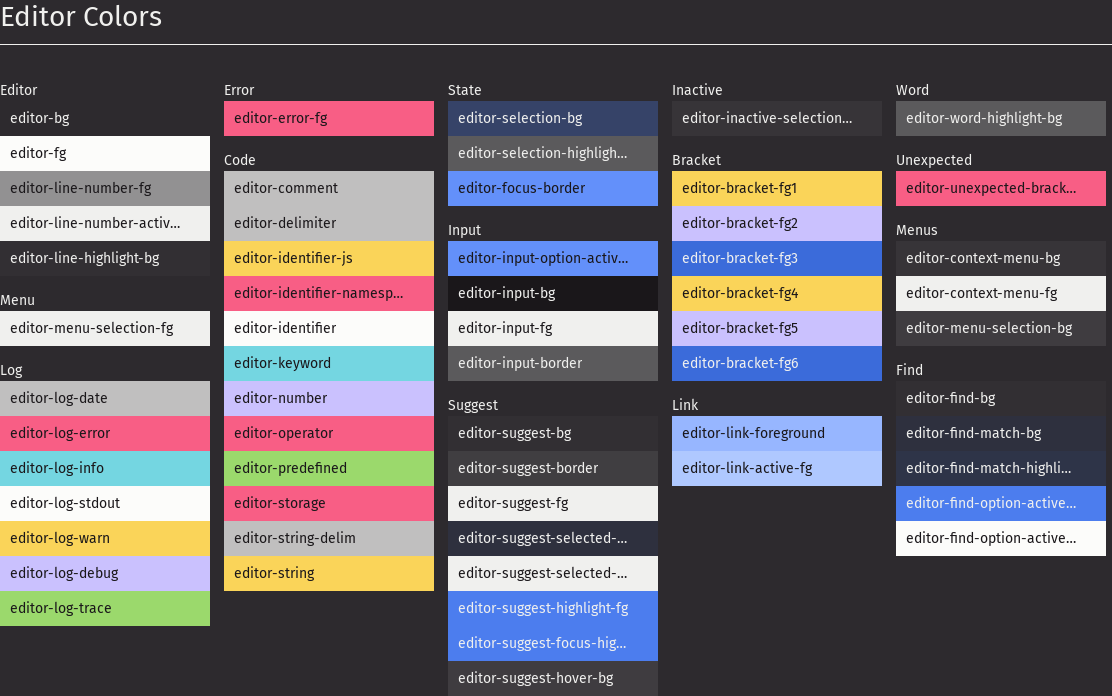 Editor Colors
Editor
editor-bg
editor-fg
editor-line-number-fg
editor-line-number-activ...
editor-line-highlight-bg
Menu
editor-menu-selection-fg
Log
editor-log-date
editor-log-error
editor-log-info
editor-log-stdout
editor-log-warn
editor-log-debug
editor-log-trace
Error
editor-error-fg
Code
editor-comment
editor-delimiter
editor-identifier-js
editor-identifier-namesp...
editor-identifier
editor-keyword
editor-number
editor-operator
editor-predefined
editor-storage
editor-string-delim
editor-string
State
editor-selection-bg
editor-selection-highligh...
editor-focus-border
Input
editor-input-option-activ...
editor-input-bg
editor-input-fg
editor-input-border
Suggest
editor-suggest-bg
editor-suggest-border
editor-suggest-fg
editor-suggest-selected-...
editor-suggest-selected-...
editor-suggest-highlight-fg
editor-suggest-focus-hig...
editor-suggest-hover-bg
Inactive
editor-inactive-selection...
Bracket
editor-bracket-fg1
editor-bracket-fg2
editor-bracket-fg3
editor-bracket-fg4
editor-bracket-fg5
editor-bracket-fg6
Link
editor-link-foreground
editor-link-active-fg
Word
editor-word-highlight-bg
Unexpected
editor-unexpected-brack...
Menus
editor-context-menu-bg
editor-context-menu-fg
editor-menu-selection-bg
Find
editor-find-bg
editor-find-match-bg
editor-find-match-highli...
editor-find-option-active...
editor-find-option-active...